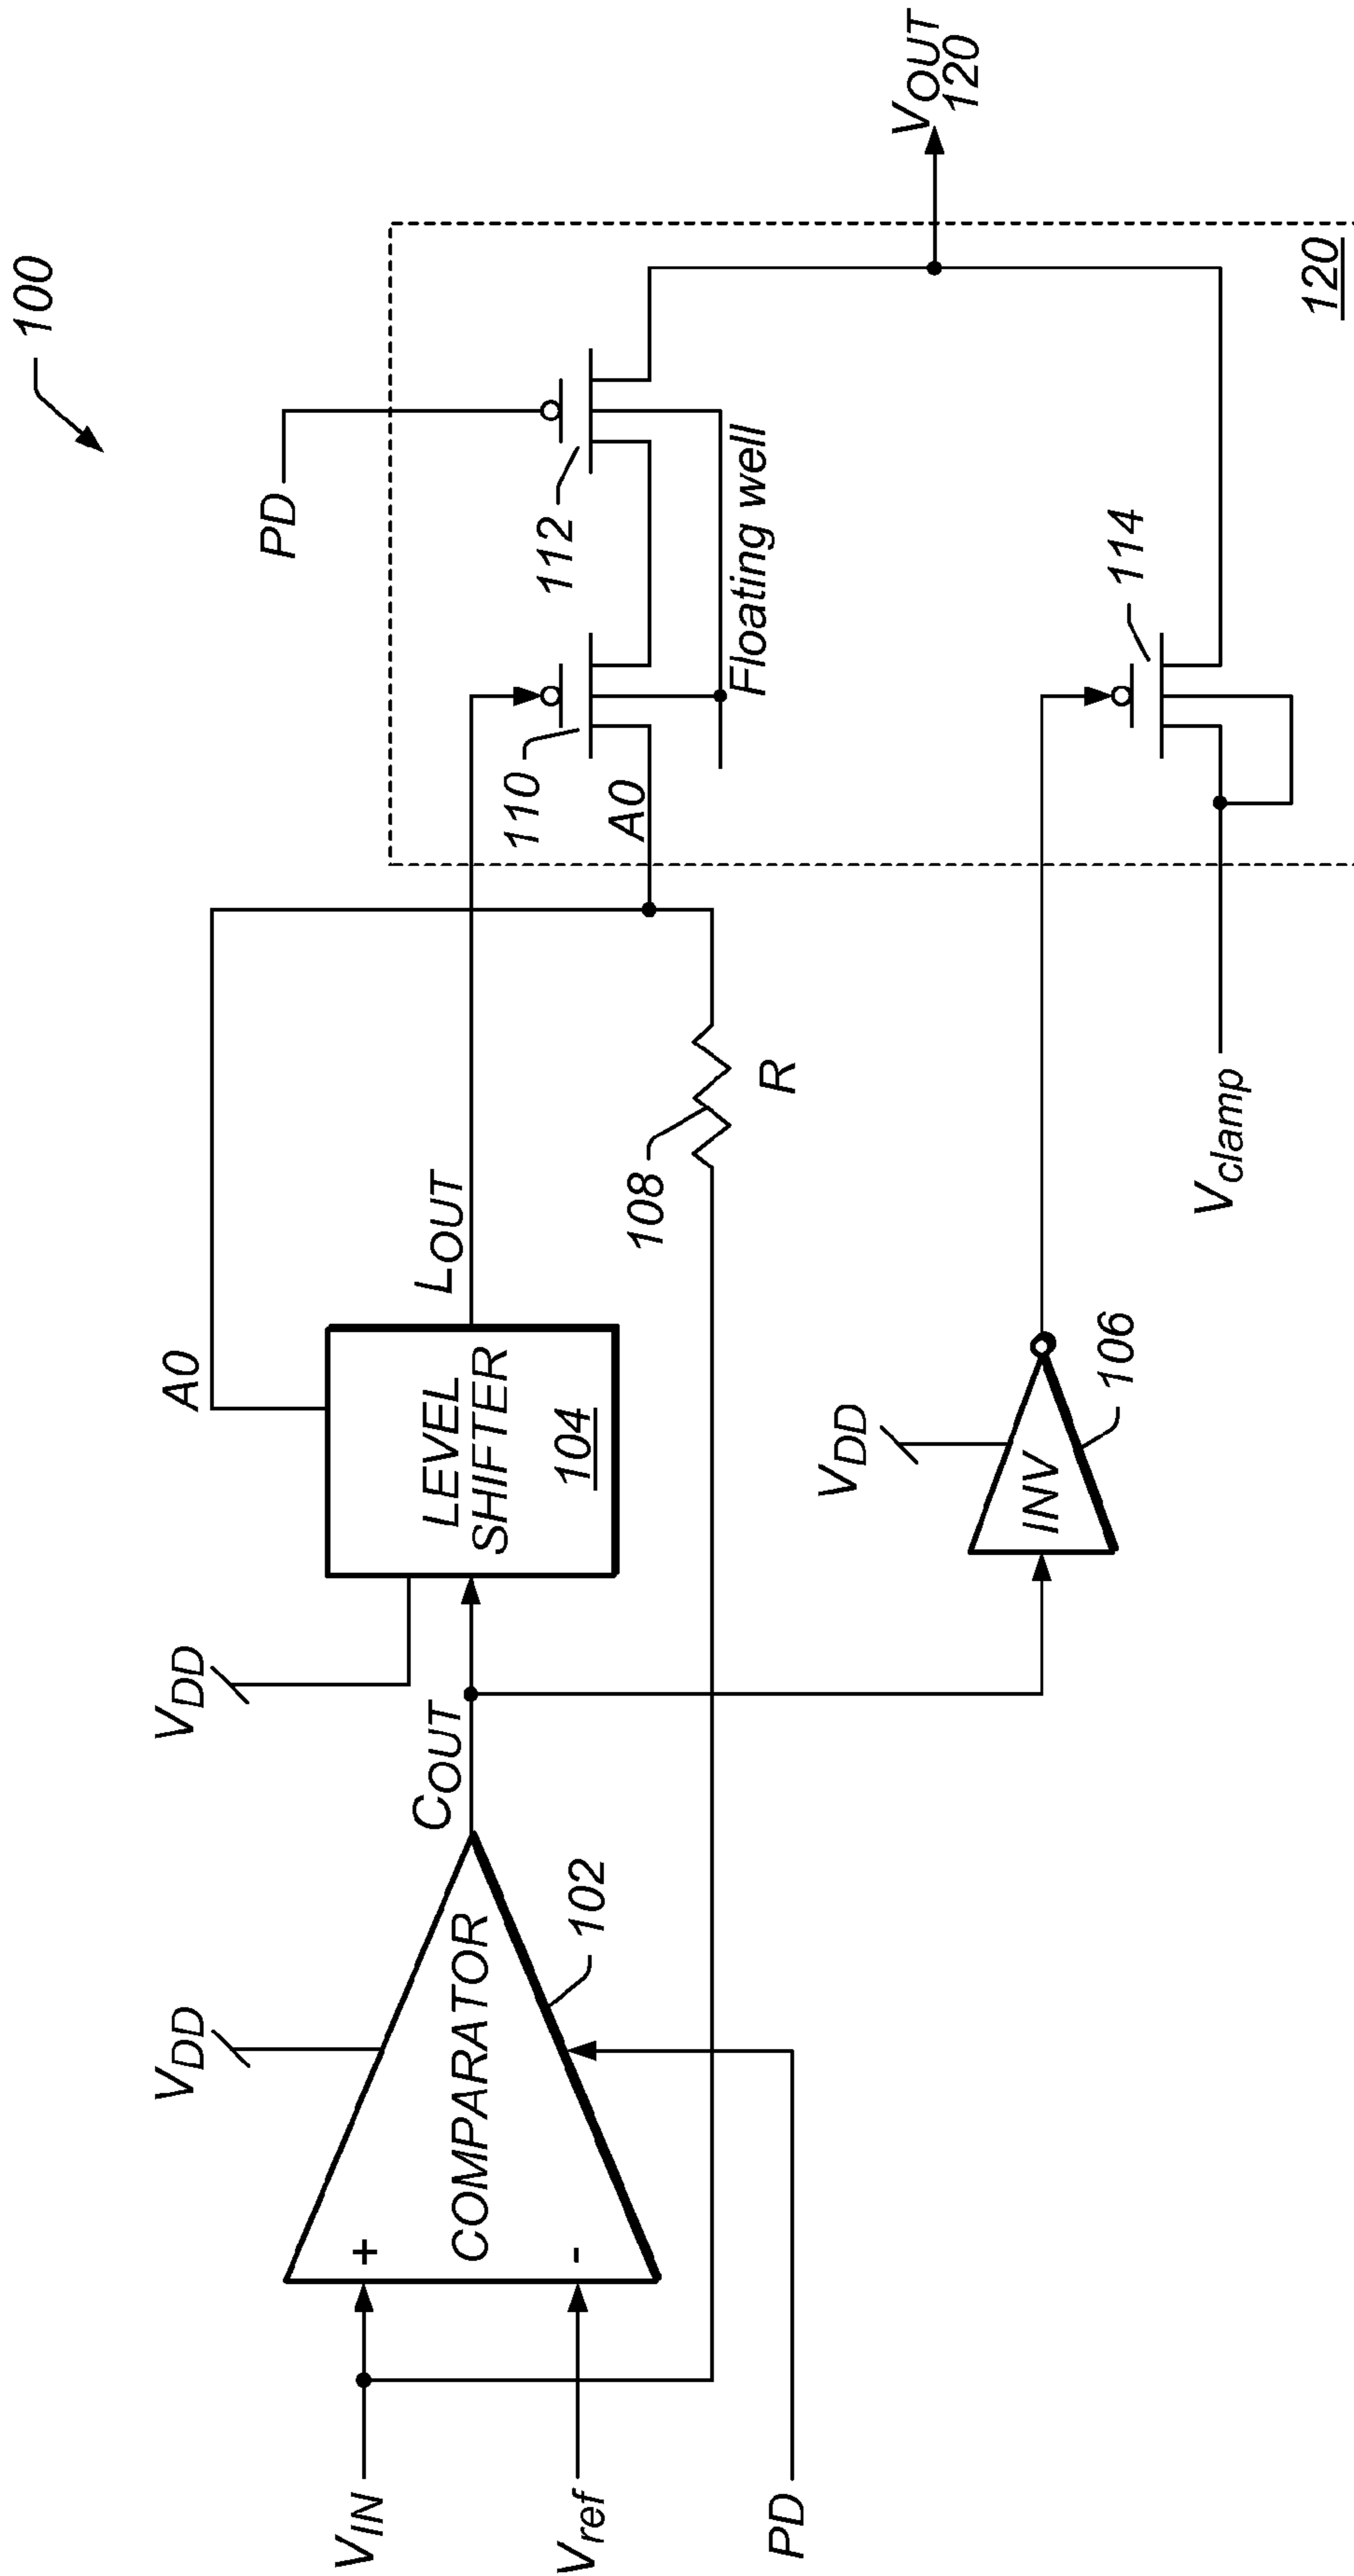 100
PD
VDD
VDD
A0
VIN
+
COMPARATOR
COUT
LEVEL
SHIFTER
104
LOUT
110
112
Vref
-
102
108
A0
Floating well
VOUT
120
PD
R
VDD
INV
106
114
Vclamp
120